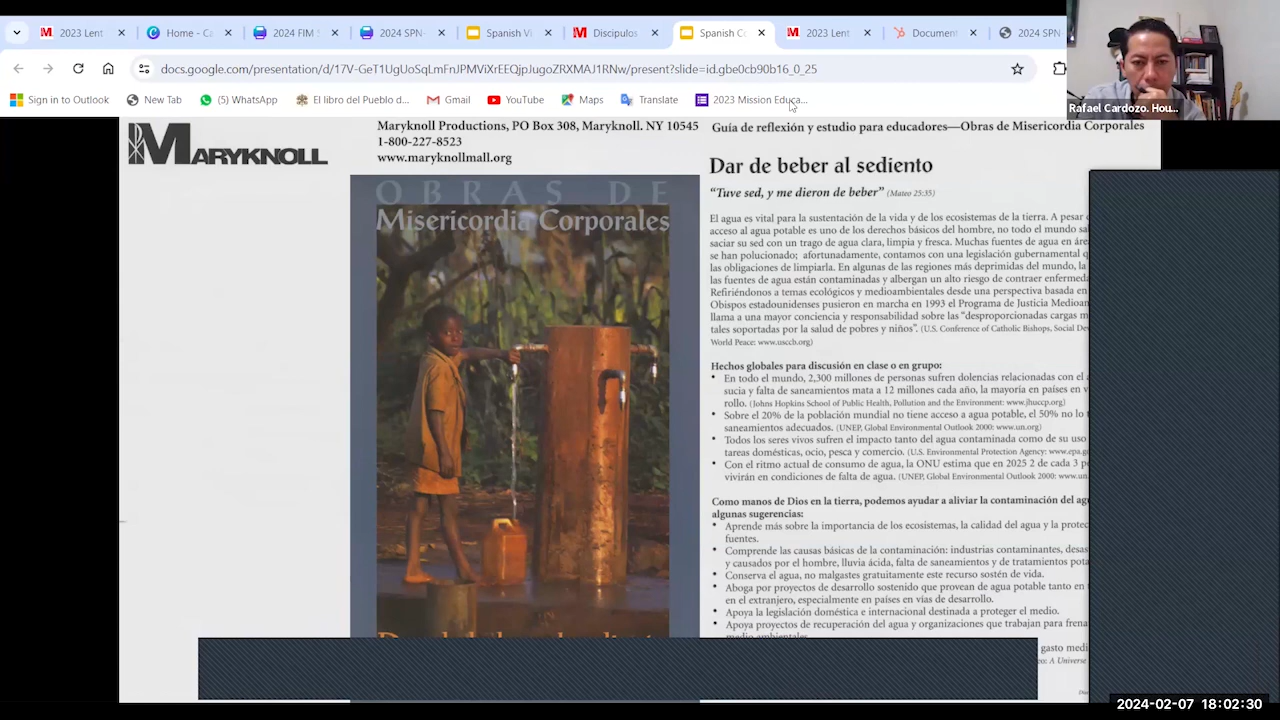 2023 Lent
Home - Ca
2024 FIM S
2024 SPN
Spanish Vi
Discipulos
Spanish Co
2023 Lent
Document
2024 SPN
docs.google.com/presentation/d/
/present?slide=id.gbe0cb90b16_0_25
Sign in to Outlook
New Tab
(5) WhatsApp
El libro del Pueblo d...
Gmail
YouTube
Maps
Translate
2023 Mission Educa...
Rafael Cardozo. Hou...
MARYKNOLL
Maryknoll Productions, PO Box 308, Maryknoll. NY 10545
1-800-227-8523
www.maryknollmall.org
OBRAS DE
Misericordia Corporales
Guía de reflexión y estudio para educadores—Obras de Misericordia Corporales
Dar de beber al sediento
“Tuve sed, y me dieron de beber” (Mateo 25:35)
El agua es vital para la sustentación de la vida y de los ecosistemas de la tierra. A pesar
acceso al agua potable es uno de los derechos básicos del hombre, no todo el mundo
saciar su sed con un trago de agua clara, limpia y fresca. Muchas fuentes de agua en
se han polucionado; afortunadamente, contamos con una legislación gubernamental
las obligaciones de limpiarla. En algunas de las regiones más deprimidas del mundo, la
las fuentes de agua están contaminadas y albergan un alto riesgo de contraer
Refiriéndonos a temas ecológicos y medioambientales desde una perspectiva basada en
Obispos estadounidenses pusieron en marcha en 1993 el Programa de Justicia
llama a una mayor conciencia y responsabilidad sobre las “desproporcionadas cargas
tales soportadas por la salud de pobres y niños”. (U.S. Conference of Catholic Bishops, Social
World Peace: www.usccb.org)
Hechos globales para discusión en clase o en grupo:
• En todo el mundo, 2,300 millones de personas sufren dolencias relacionadas con el
sucia y falta de saneamientos mata a 12 millones cada año, la mayoría en países en
rollo. (Johns Hopkins School of Public Health, Pollution and the Environment: www.jhuccp.org)
• Sobre el 20% de la población mundial no tiene acceso a agua potable, el 50% no lo
saneamientos adecuados. (UNEP, Global Environmental Outlook 2000: www.un.org)
• Todos los seres vivos sufren el impacto tanto del agua contaminada como de su uso
tareas domésticas, ocio, pesca y comercio. (U.S. Environmental Protection Agency:
• Con el ritmo actual de consumo de agua, la ONU estima que en 2025 2 de cada 3
vivirán en condiciones de falta de agua. (UNEP, Global Environmental Outlook 2000:
Como manos de Dios en la tierra, podemos ayudar a aliviar la contaminación del
algunas sugerencias:
• Aprende más sobre la importancia de los ecosistemas, la calidad del agua y la
fuentes.
• Comprende las causas básicas de la contaminación: industrias contaminantes,
y causados por el hombre, lluvia ácida, falta de saneamientos y de tratamientos
• Conserva el agua, no malgastes gratuitamente este recurso sostén de vida.
• Aboga por proyectos de desarrollo sostenido que provean de agua potable tanto en
en el extranjero, especialmente en países en vías de desarrollo.
• Apoya la legislación doméstica e internacional destinada a proteger el medio.
• Apoya proyectos de recuperación del agua y organizaciones que trabajan para
gasto
A Universe
2024-02-07 18:02:30